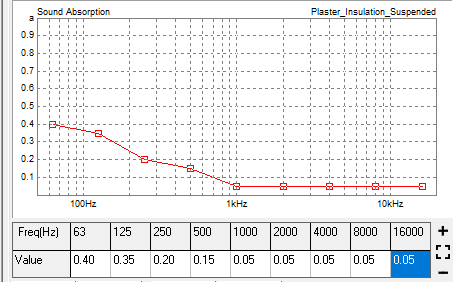 Sound Absorption Plaster_Insulation_Suspended
a
0.9
0.8
0.7
0.6
0.5
0.4
0.3
0.2
0.1
100Hz 1kHz 10kHz
Freq(Hz) 63 125 250 500 1000 2000 4000 8000 16000
Value 0.40 0.35 0.20 0.15 0.05 0.05 0.05 0.05 0.05